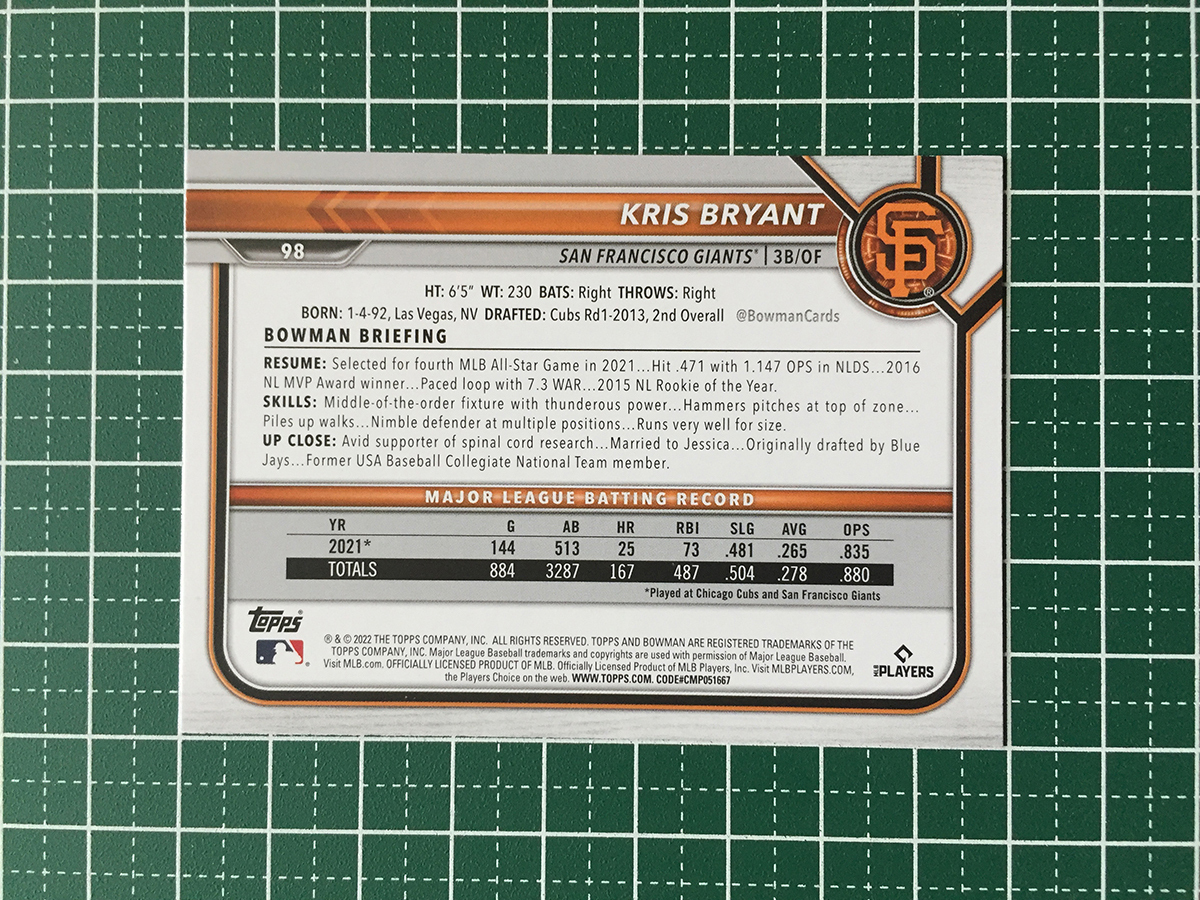 KRIS BRYANT
98
SAN FRANCISCO GIANTS® | 3B/OF
SF
®
HT: 6'5" WT: 230 BATS: Right THROWS: Right
BORN: 1-4-92, Las Vegas, NV DRAFTED: Cubs Rd1-2013, 2nd Overall @BowmanCards
BOWMAN BRIEFING
RESUME: Selected for fourth MLB All-Star Game in 2021...Hit .471 with 1.147 OPS in NLDS...2016
NL MVP Award winner...Paced loop with 7.3 WAR...2015 NL Rookie of the Year.
SKILLS: Middle-of-the-order fixture with thunderous power...Hammers pitches at top of zone...
Piles up walks...Nimble defender at multiple positions...Runs very well for size.
UP CLOSE: Avid supporter of spinal cord research...Married to Jessica...Originally drafted by Blue
Jays...Former USA Baseball Collegiate National Team member.
MAJOR LEAGUE BATTING RECORD
YR G AB HR RBI SLG AVG OPS
2021* 144 513 25 73 .481 .265 .835
TOTALS 884 3287 167 487 .504 .278 .880
*Played at Chicago Cubs and San Francisco Giants
Topps®
® & © 2022 THE TOPPS COMPANY, INC. ALL RIGHTS RESERVED. TOPPS AND BOWMAN ARE REGISTERED TRADEMARKS OF THE
TOPPS COMPANY, INC. Major League Baseball trademarks and copyrights are used with permission of Major League Baseball.
Visit MLB.com. OFFICIALLY LICENSED PRODUCT OF MLB. Officially Licensed Product of MLB Players, Inc. Visit MLBPLAYERS.COM,
the Players Choice on the web. WWW.TOPPS.COM. CODE#CMP051667
MLB PLAYERS